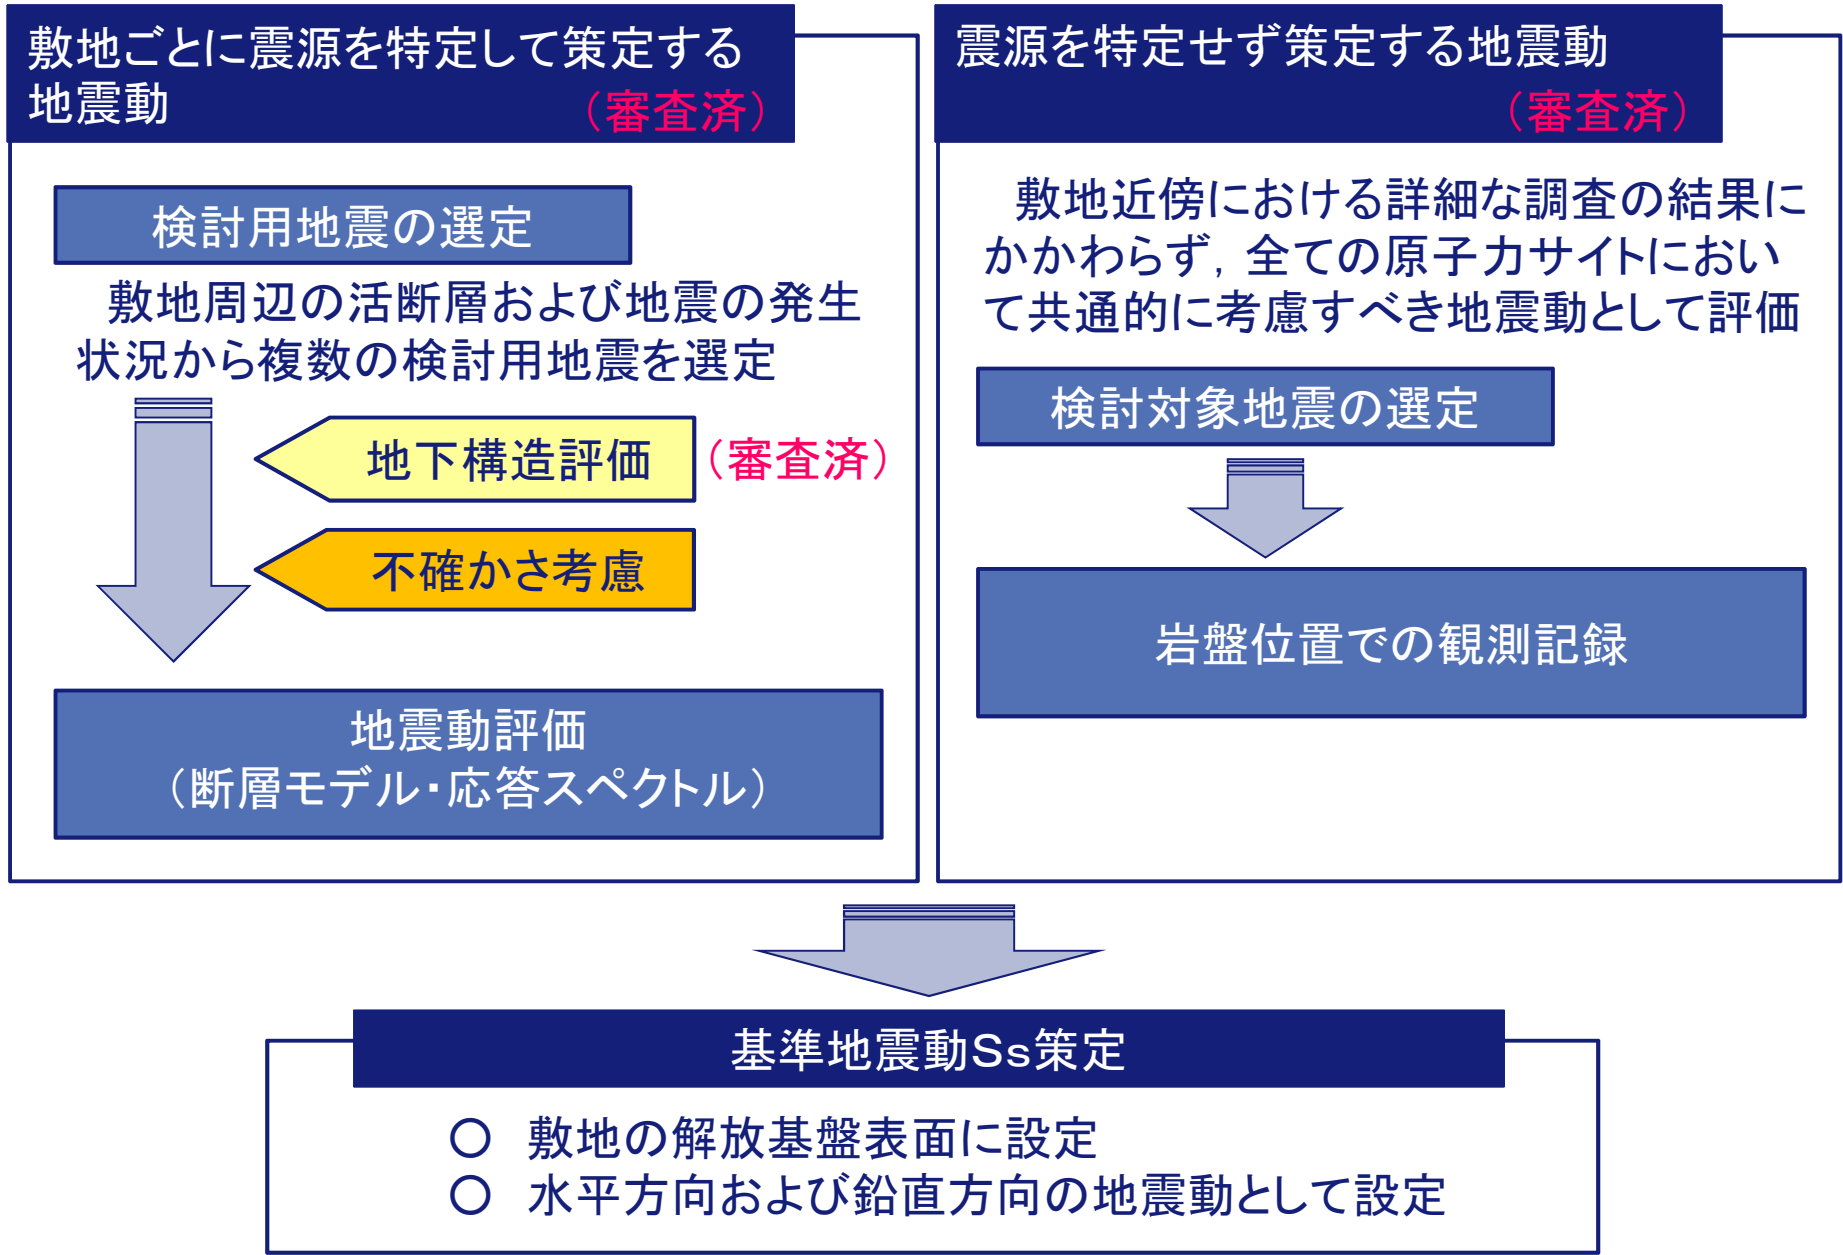 敷地ごとに震源を特定して策定する
地震動
（審査済）
検討用地震の選定
敷地周辺の活断層および地震の発生
状況から複数の検討用地震を選定
地下構造評価
（審査済）
不確かさ考慮
地震動評価
（断層モデル・応答スペクトル）
震源を特定せず策定する地震動
（審査済）
敷地近傍における詳細な調査の結果に
かかわらず，全ての原子力サイトにおい
て共通的に考慮すべき地震動として評価
検討対象地震の選定
岩盤位置での観測記録
基準地震動Ｓｓ策定
○　敷地の解放基盤表面に設定
○　水平方向および鉛直方向の地震動として設定